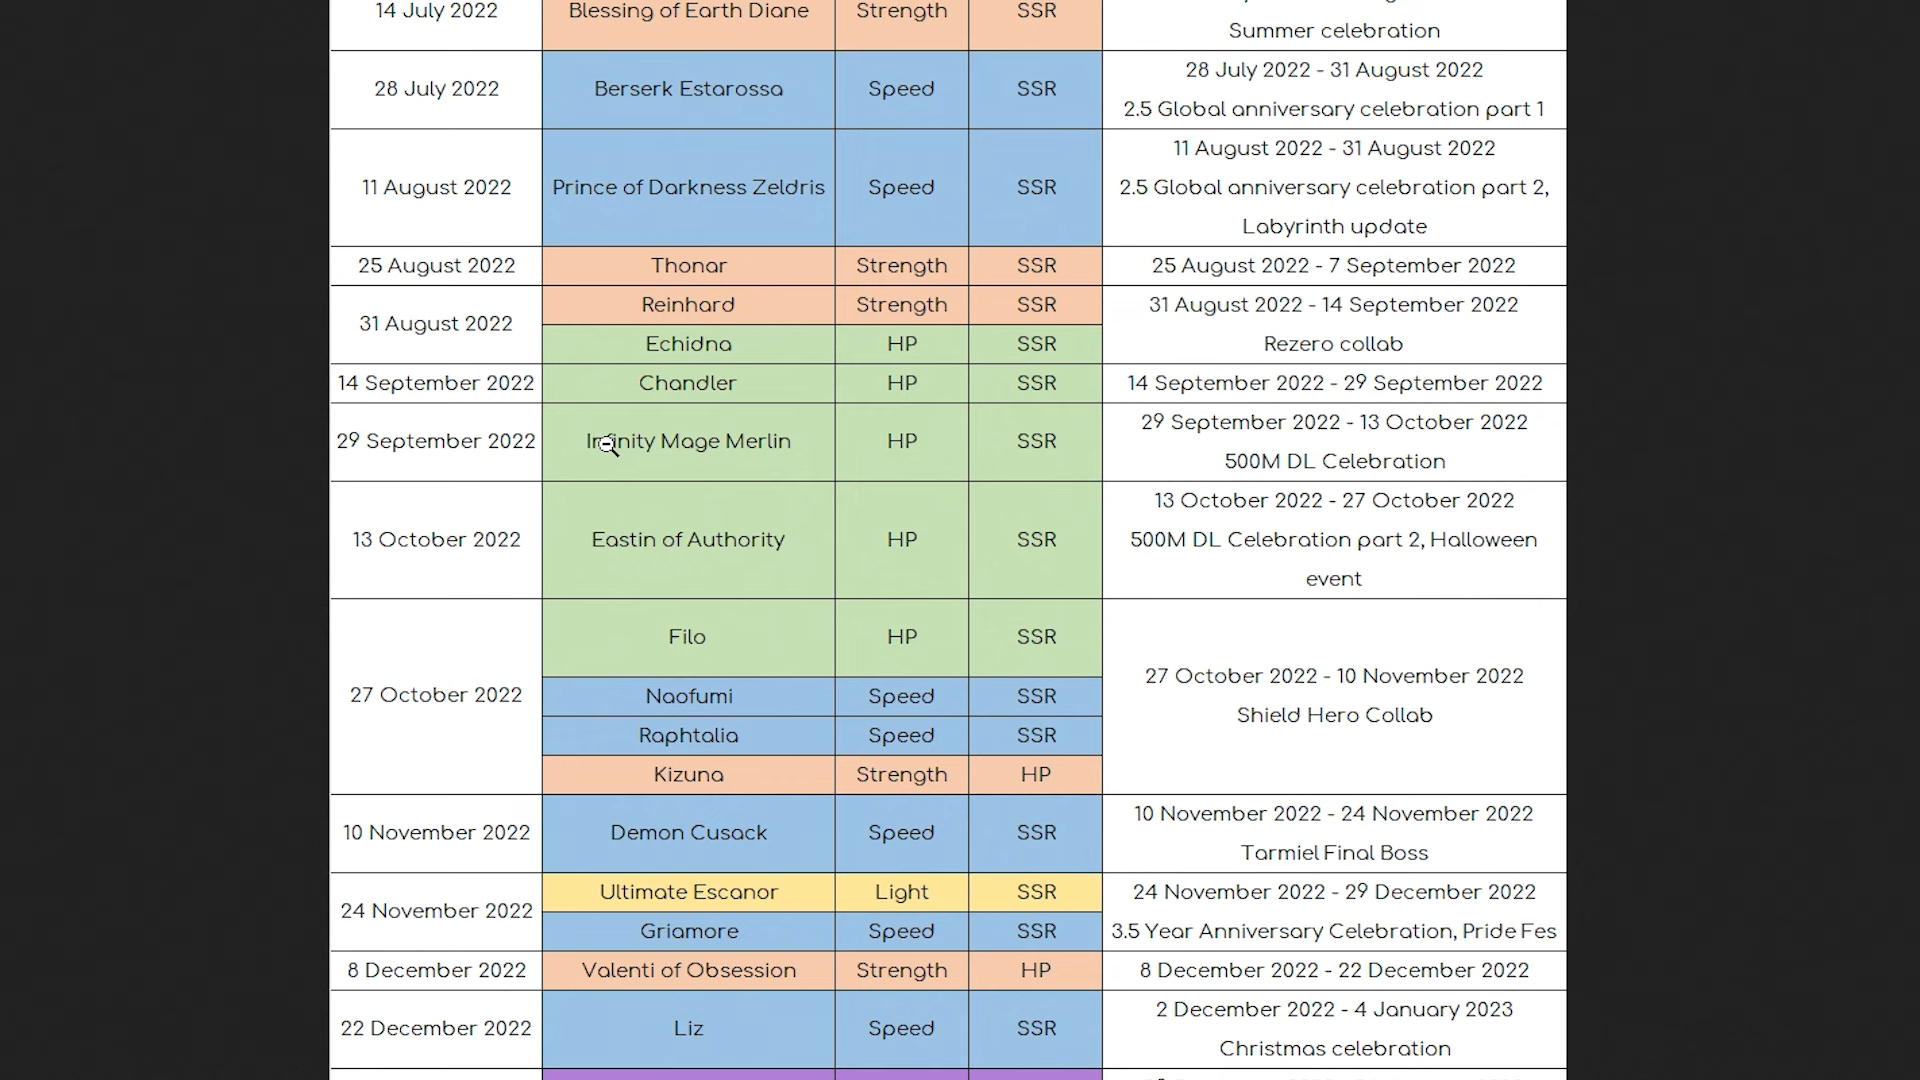 14 July 2022 Blessing of Earth Diane Strength SSR
Summer celebration
28 July 2022 Berserk Estarossa Speed SSR 28 July 2022 - 31 August 2022
2.5 Global anniversary celebration part 1
11 August 2022 Prince of Darkness Zeldris Speed SSR 11 August 2022 - 31 August 2022
2.5 Global anniversary celebration part 2,
Labyrinth update
25 August 2022 Thonar Strength SSR 25 August 2022 - 7 September 2022
31 August 2022 Reinhard Strength SSR 31 August 2022 - 14 September 2022
Echidna HP SSR Rezero collab
14 September 2022 Chandler HP SSR 14 September 2022 - 29 September 2022
29 September 2022 Infinity Mage Merlin HP SSR 29 September 2022 - 13 October 2022
500M DL Celebration
13 October 2022 Eastin of Authority HP SSR 13 October 2022 - 27 October 2022
500M DL Celebration part 2, Halloween
event
27 October 2022 Filo HP SSR 27 October 2022 - 10 November 2022
Naofumi Speed SSR Shield Hero Collab
Raphtalia Speed SSR
Kizuna Strength HP
10 November 2022 Demon Cusack Speed SSR 10 November 2022 - 24 November 2022
Tarmiel Final Boss
24 November 2022 Ultimate Escanor Light SSR 24 November 2022 - 29 December 2022
Griamore Speed SSR 3.5 Year Anniversary Celebration, Pride Fes
8 December 2022 Valenti of Obsession Strength HP 8 December 2022 - 22 December 2022
22 December 2022 Liz Speed SSR 2 December 2022 - 4 January 2023
Christmas celebration